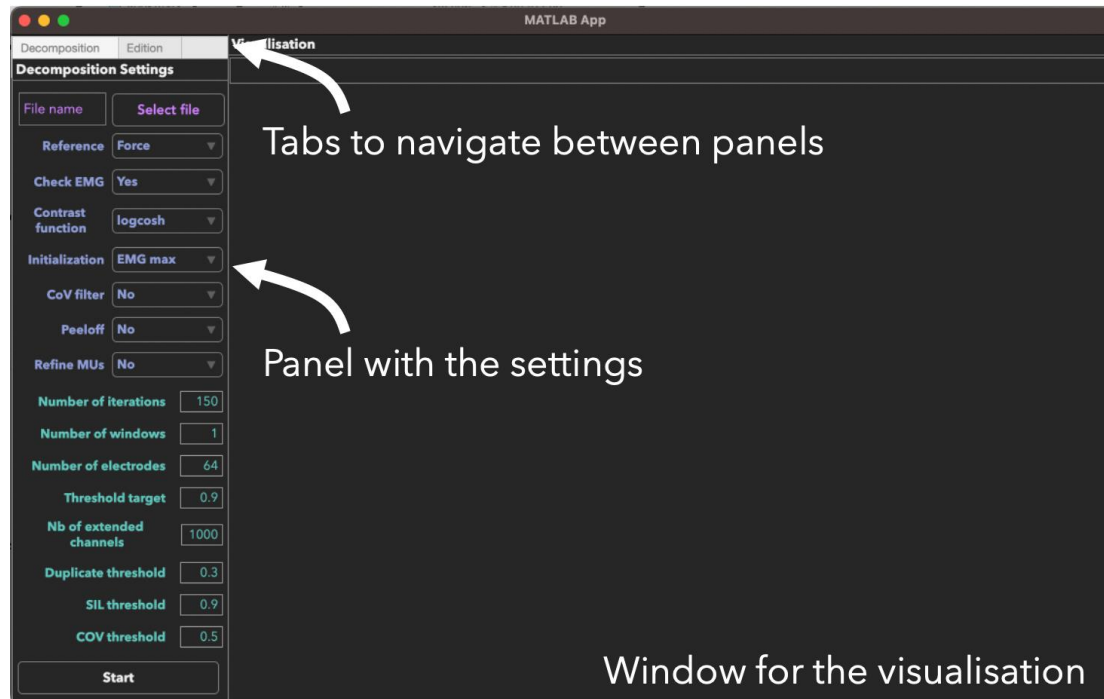 MATLAB App
Decomposition Edition
Visualisation
Decomposition Settings
File name Select file
Tabs to navigate between panels
Reference Force
Check EMG Yes
Contrast
function logcosh
Initialization EMG max
CoV filter No
Peeloff No
Panel with the settings
Refine MUs No
Number of iterations 150
Number of windows 1
Number of electrodes 64
Threshold target 0.9
Nb of extended
channels 1000
Duplicate threshold 0.3
SIL threshold 0.9
COV threshold 0.5
Start
Window for the visualisation